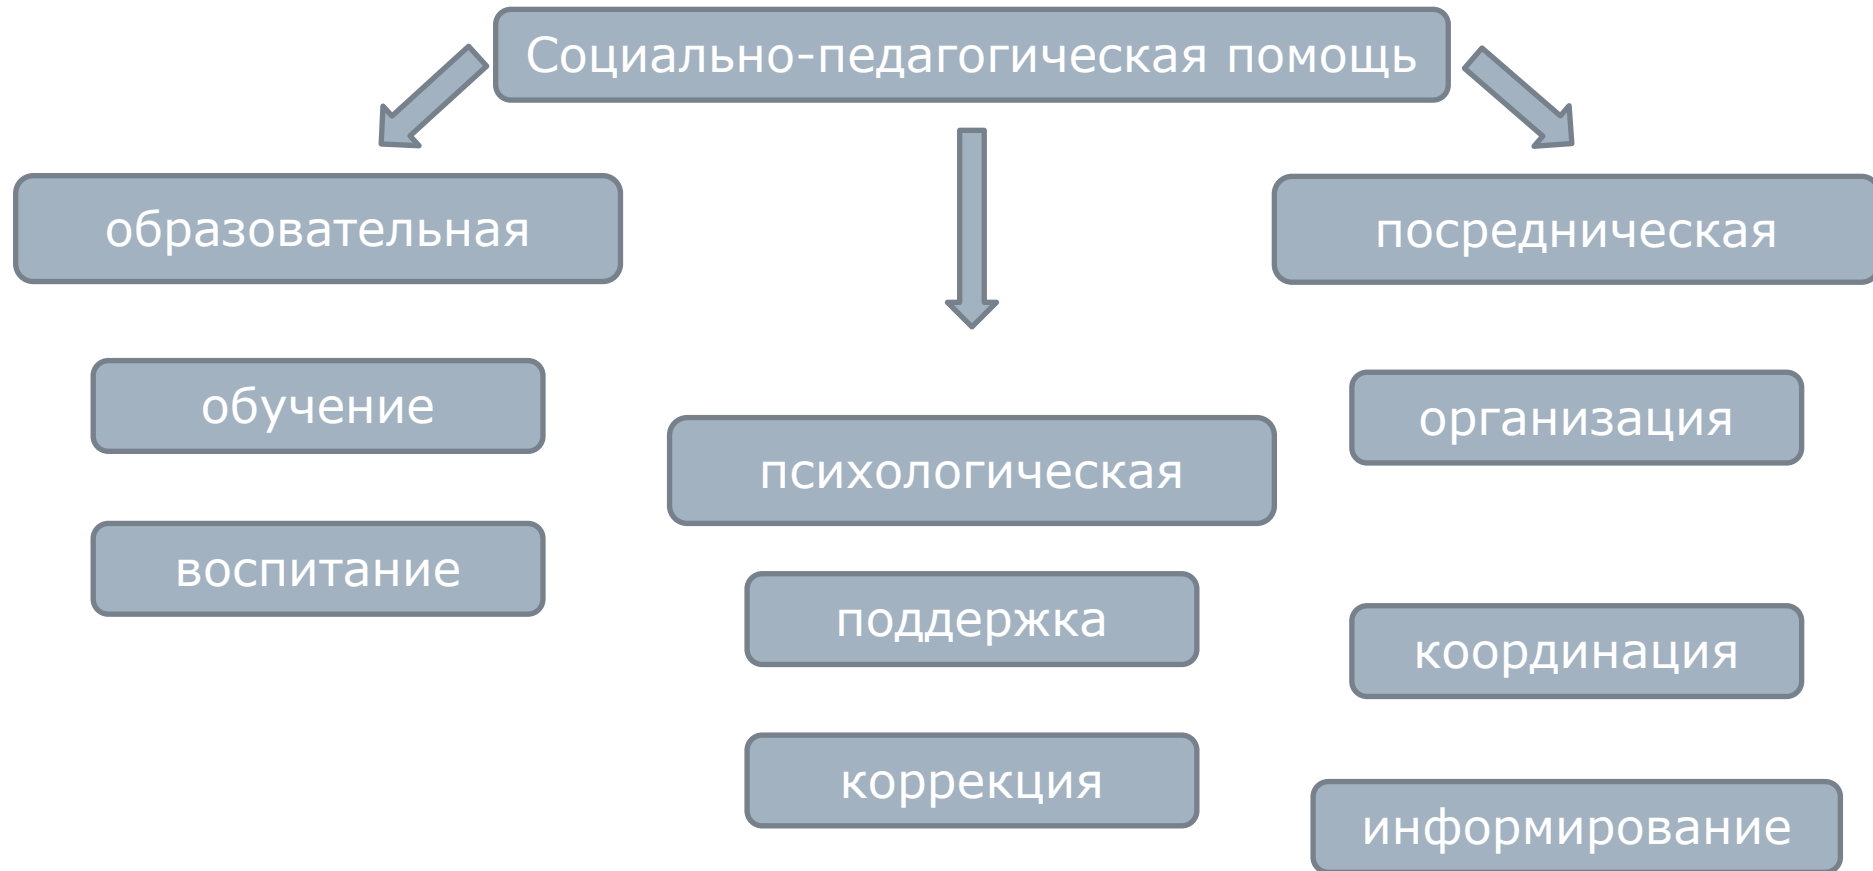 Социально-педагогическая помощь
образовательная
обучение
воспитание
психологическая
поддержка
коррекция
посредническая
организация
координация
информирование